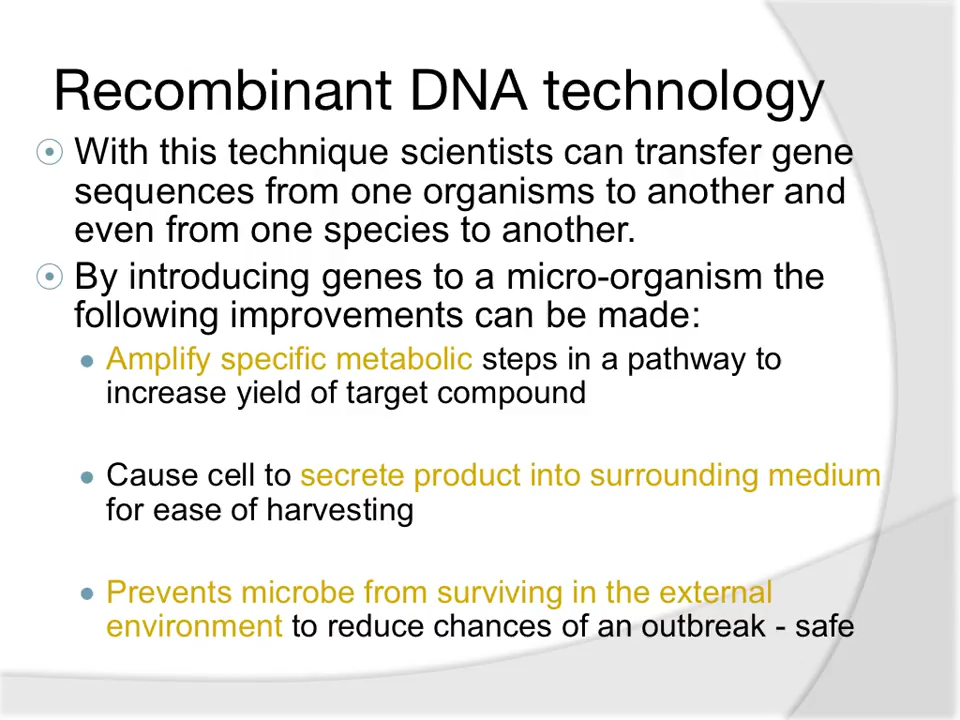 Recombinant DNA technology
With this technique scientists can transfer gene
sequences from one organisms to another and
even from one species to another.
By introducing genes to a micro-organism the
following improvements can be made:
Amplify specific metabolic steps in a pathway to
increase yield of target compound
Cause cell to secrete product into surrounding medium
for ease of harvesting
Prevents microbe from surviving in the external
environment to reduce chances of an outbreak - safe